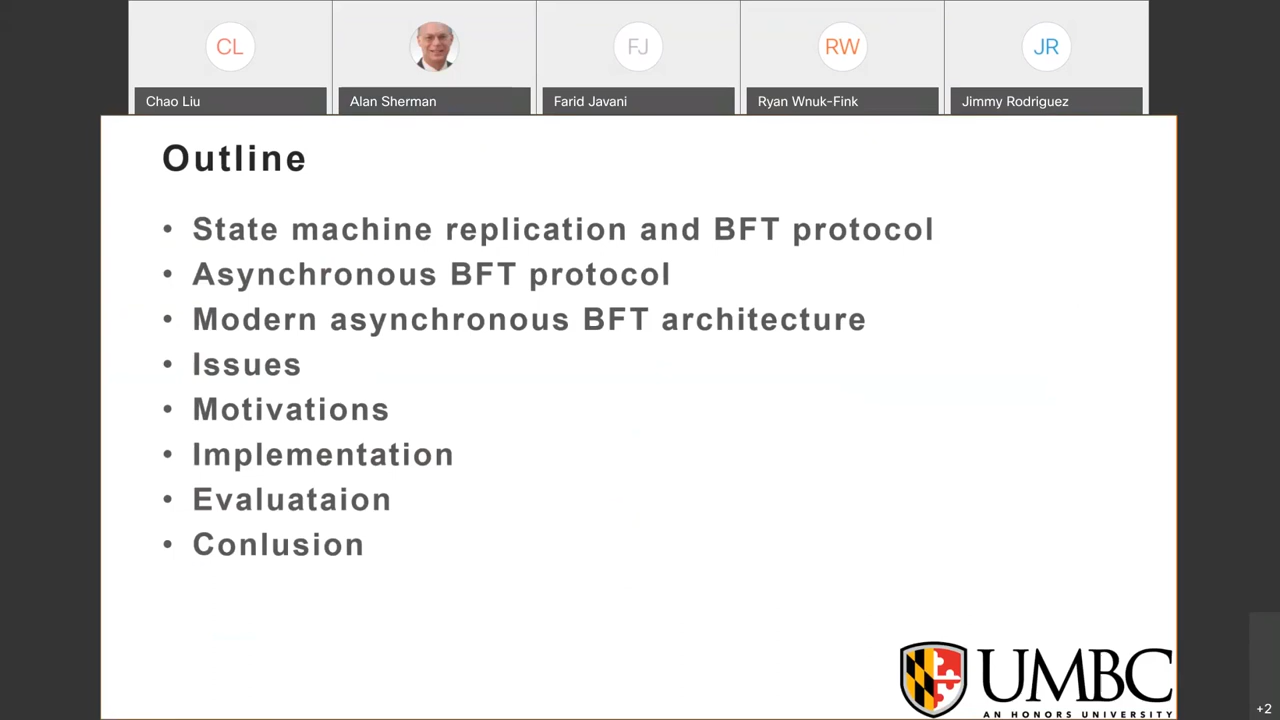 CL
FJ
RW
JR
Chao Liu
Alan Sherman
Farid Javani
Ryan Wnuk-Fink
Jimmy Rodriguez
Outline
• State machine replication and BFT protocol
• Asynchronous BFT protocol
• Modern asynchronous BFT architecture
• Issues
• Motivations
• Implementation
• Evaluataion
• Conlusion
UMBC
AN HONORS UNIVERSITY
+2